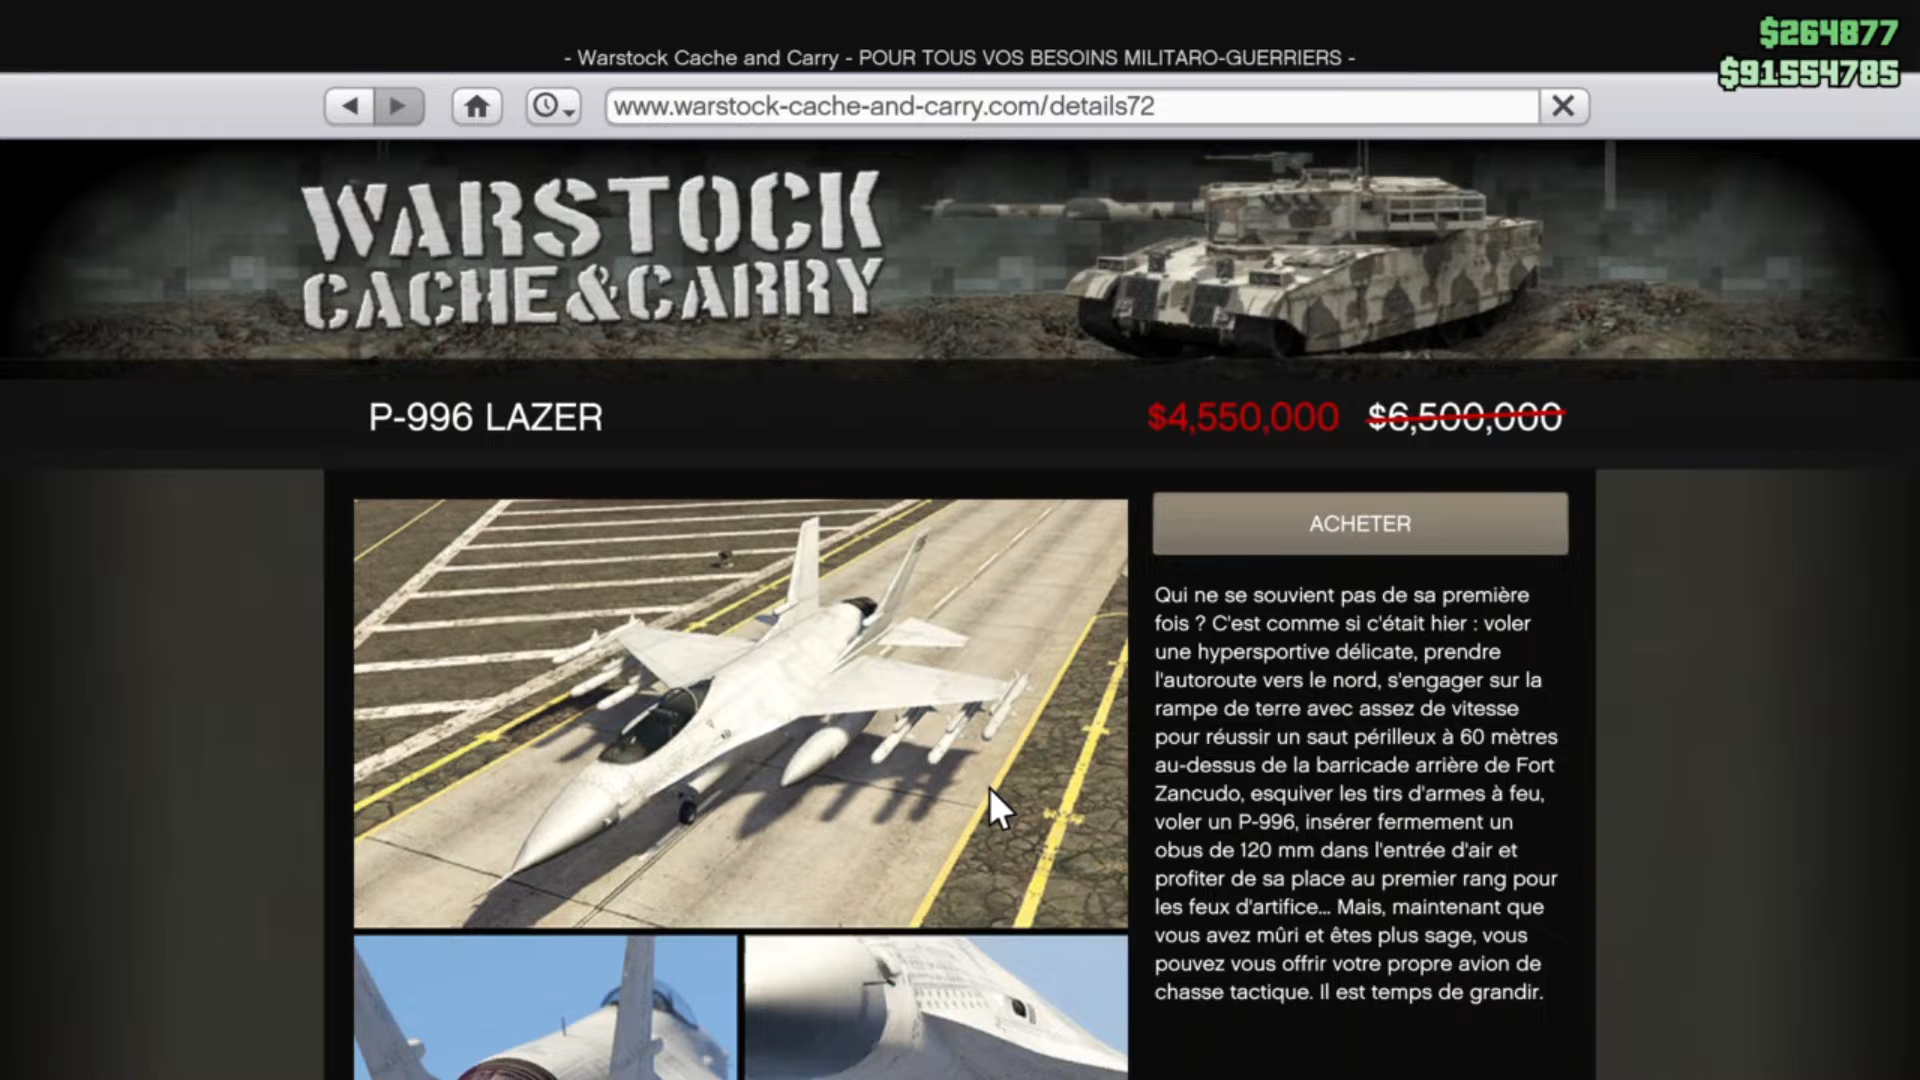 $264877
- Warstock Cache and Carry - POUR TOUS VOS BESOINS MILITARO-GUERRIERS -
$91554785
www.warstock-cache-and-carry.com/details72
WARSTOCK
CACHE & CARRY
P-996 LAZER
$4,550,000 $6,500,000
ACHETER
Qui ne se souvient pas de sa première
fois ? C'est comme si c'était hier : voler
une hypersportive délicate, prendre
l'autoroute vers le nord, s'engager sur la
rampe de terre avec assez de vitesse
pour réussir un saut périlleux à 60 mètres
au-dessus de la barricade arrière de Fort
Zancudo, esquiver les tirs d'armes à feu,
voler un P-996, insérer fermement un
obus de 120 mm dans l'entrée d'air et
profiter de sa place au premier rang pour
les feux d'artifice... Mais, maintenant que
vous avez mûri et êtes plus sage, vous
pouvez vous offrir votre propre avion de
chasse tactique. Il est temps de grandir.